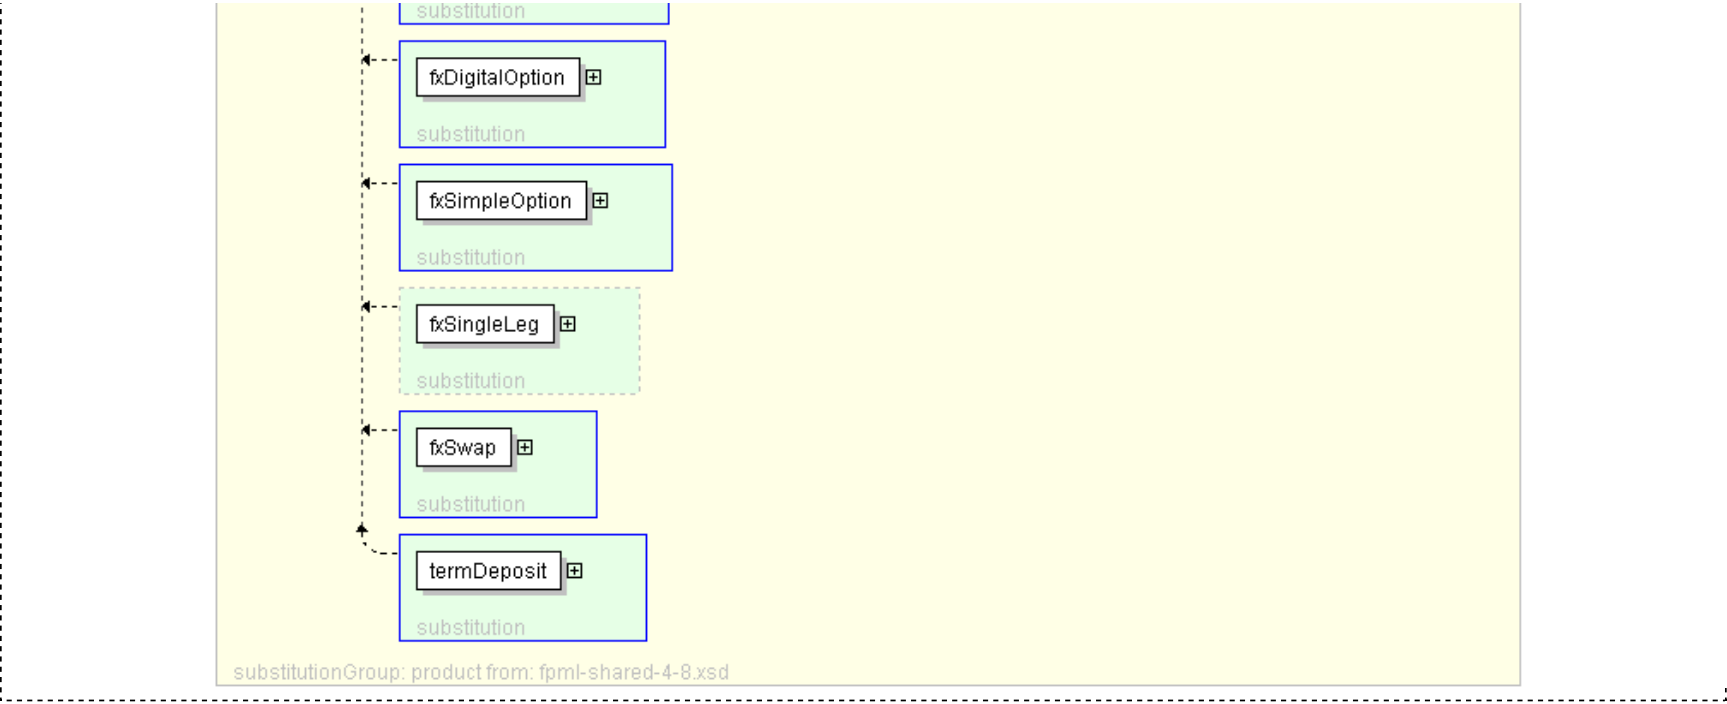 substitution
fxDigitalOption
substitution
fxSimpleOption
substitution
fxSingleLeg
substitution
fxSwap
substitution
termDeposit
substitution
substitutionGroup: product from: fpml-shared-4-8.xsd